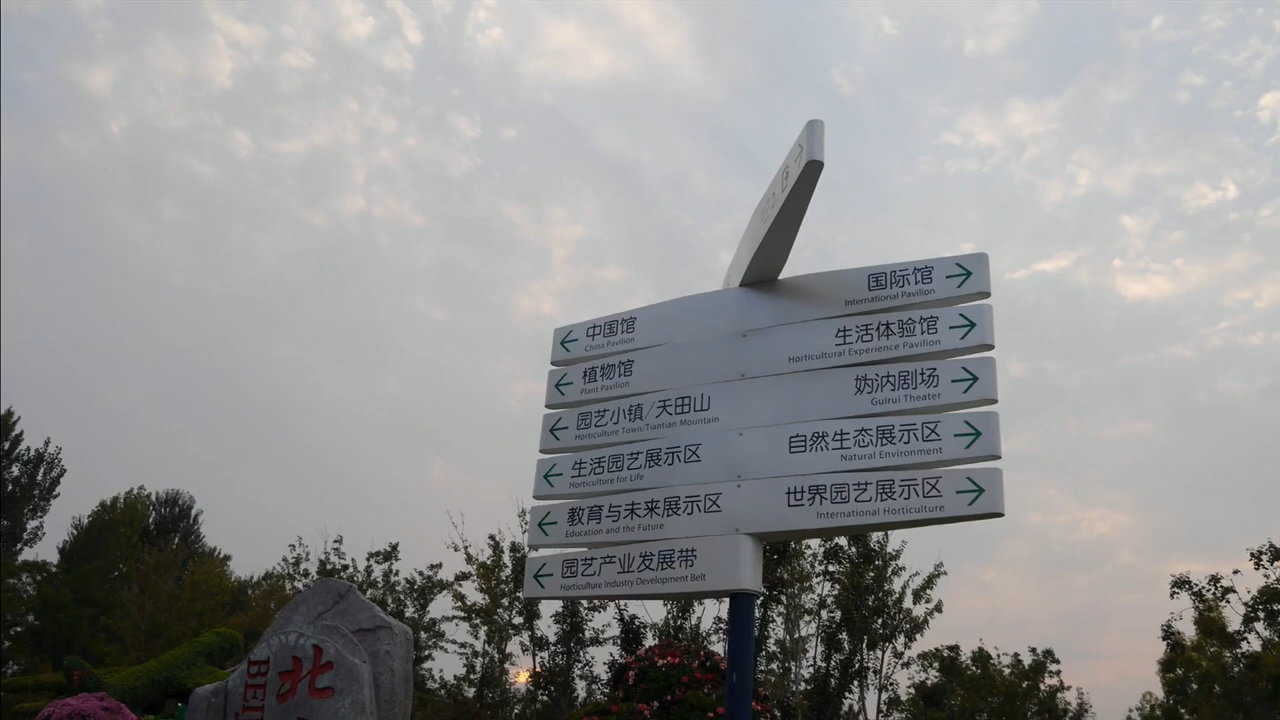 中国馆
China Pavilion
国际馆
International Pavilion
植物馆
Plant Pavilion
生活体验馆
Horticultural Experience Pavilion
园艺小镇/天田山
Horticulture Town/Tiantian Mountain
妫汭剧场
Guirui Theater
生活园艺展示区
Horticulture for Life
自然生态展示区
Natural Environment
教育与未来展示区
Education and the Future
世界园艺展示区
International Horticulture
园艺产业发展带
Horticulture Industry Development Belt
北
BEI